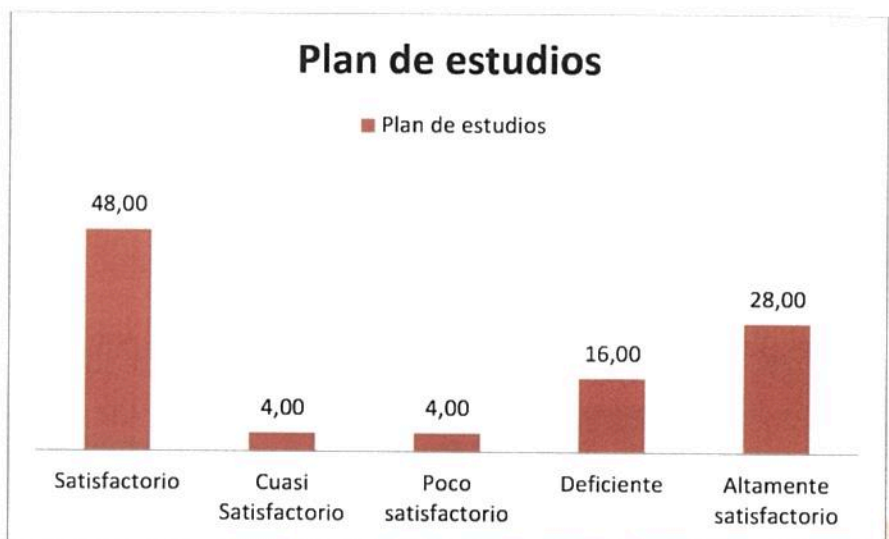 Plan de estudios
Plan de estudios
48,00
4,00
4,00
16,00
28,00
Satisfactorio
Cuasi
Satisfactorio
Poco
satisfactorio
Deficiente
Altamente
satisfactorio